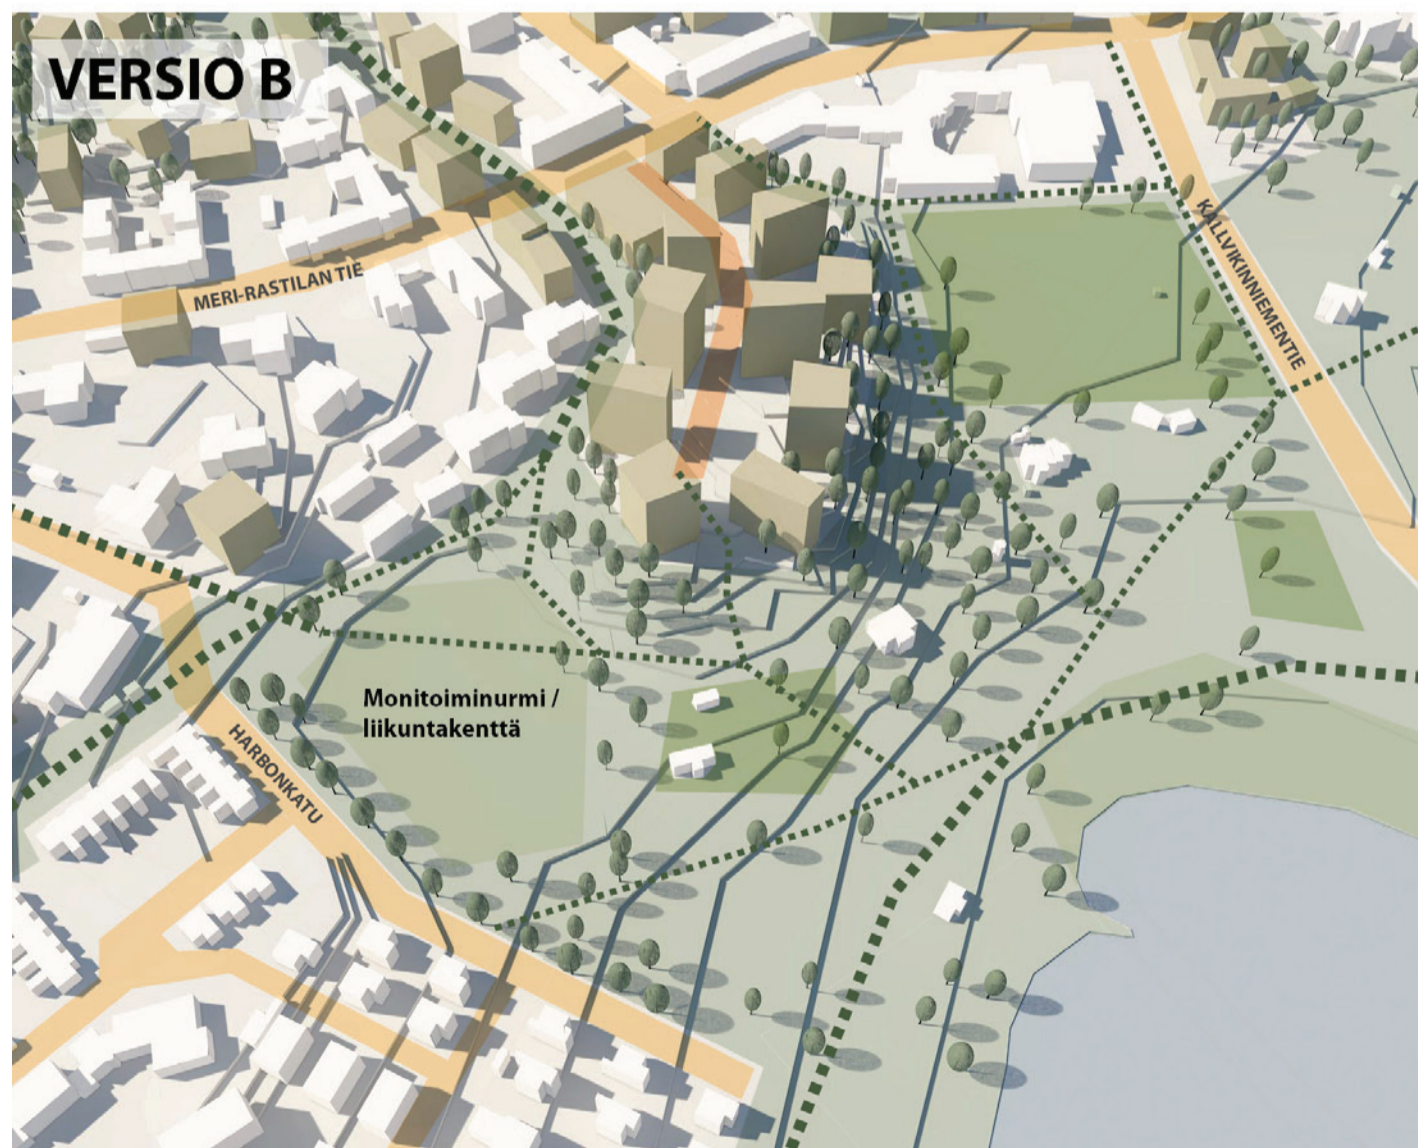 VERSIO B
MERI-RASTILAN TIE
KALLVIKINNIEMENTIE
Monitoiminurmi /
liikuntakenttä
HARBONKATU